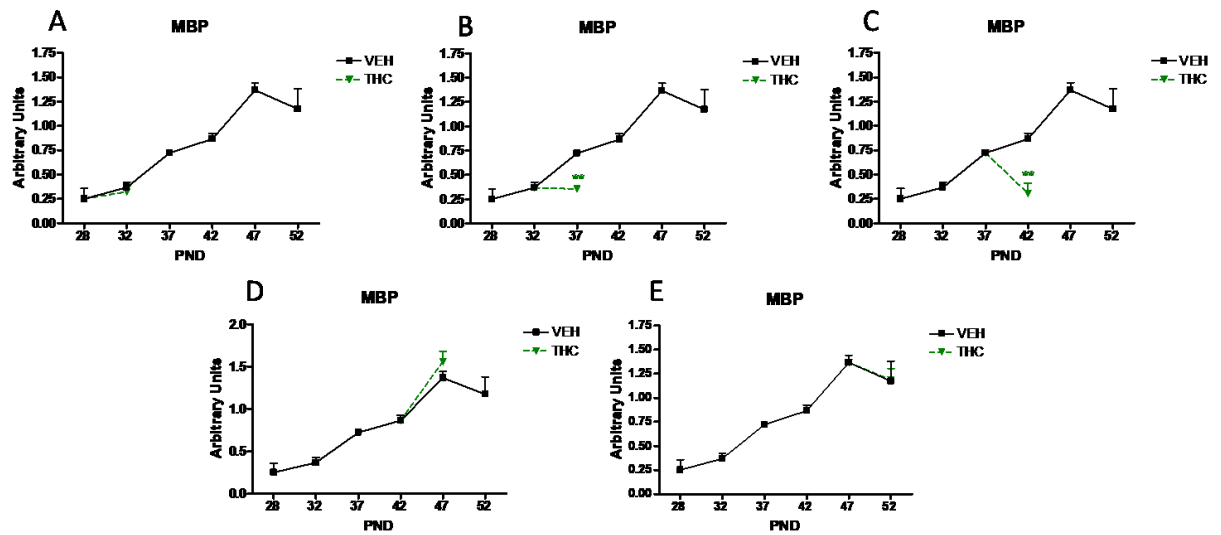 A
MBP
1.75
1.50
1.25
1.00
0.75
0.50
0.25
0.00
Arbitrary Units
28 32 37 42 47 52
PND
VEH
THC
B
MBP
1.75
1.50
1.25
1.00
0.75
0.50
0.25
0.00
Arbitrary Units
**
28 32 37 42 47 52
PND
VEH
THC
C
MBP
1.75
1.50
1.25
1.00
0.75
0.50
0.25
0.00
Arbitrary Units
**
28 32 37 42 47 52
PND
VEH
THC
D
MBP
2.0
1.5
1.0
0.5
0.0
Arbitrary Units
28 32 37 42 47 52
PND
VEH
THC
E
MBP
1.75
1.50
1.25
1.00
0.75
0.50
0.25
0.00
Arbitrary Units
28 32 37 42 47 52
PND
VEH
THC